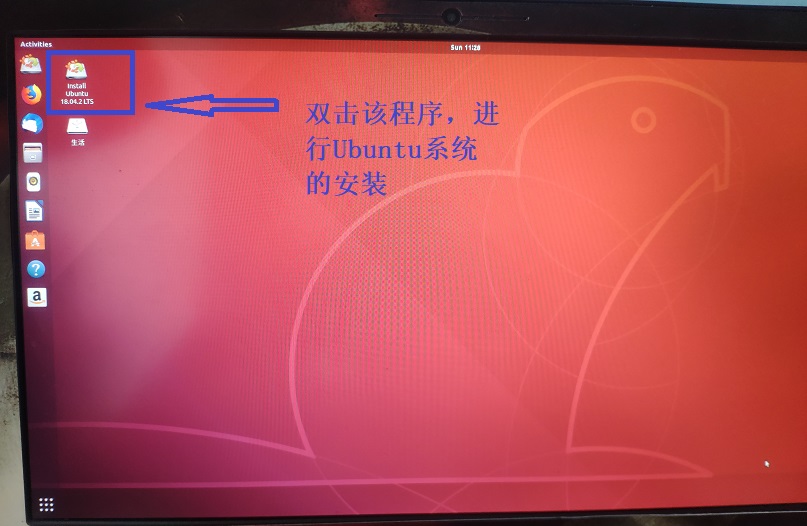 Activities
Sun 11:26
Install
Ubuntu
18.04.2 LTS
生活
双击该程序，进
行Ubuntu系统
的安装
A
?
a